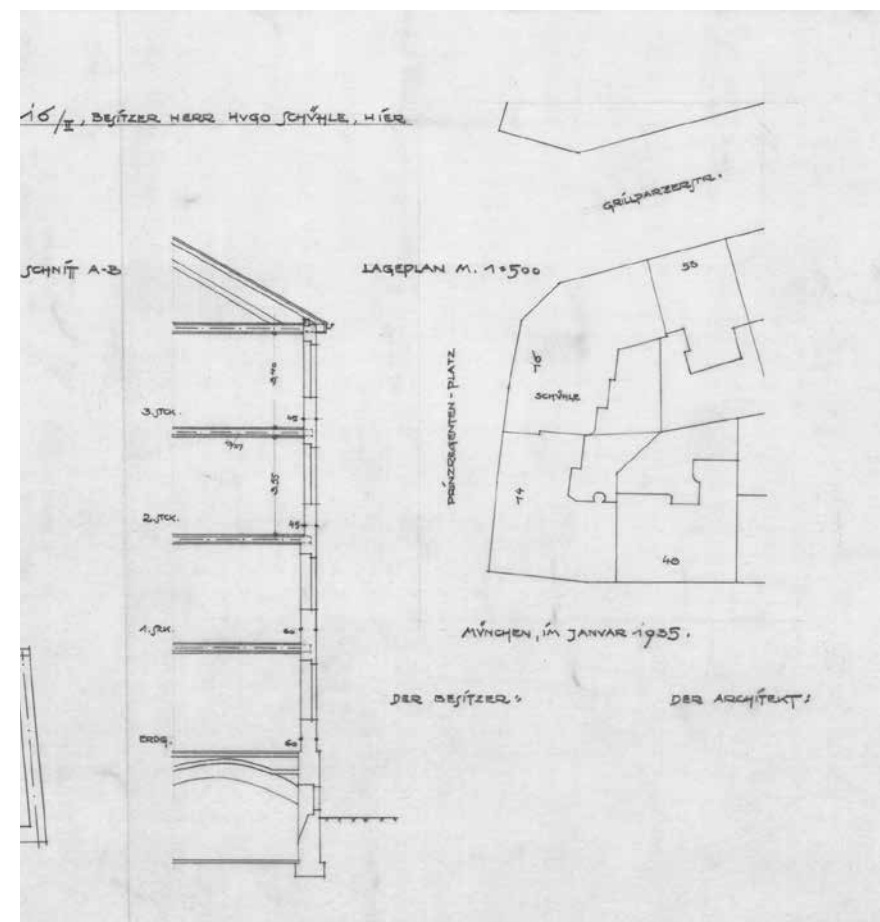 16/II, BESITZER HERR HUGO SCHÜHLE, HIER
GRILLPARZERSTR.
SCHNITT A-B
LAGEPLAN M. 1:500
55
16
SCHÜHLE
PRINZREGENTEN-PLATZ
3.STCK.
45
3,55
14
2.STCK.
45
40
1.STCK.
60
MÜNCHEN, IM JANUAR 1935.
DER BESITZER:
DER ARCHITEKT:
ERDG.
60